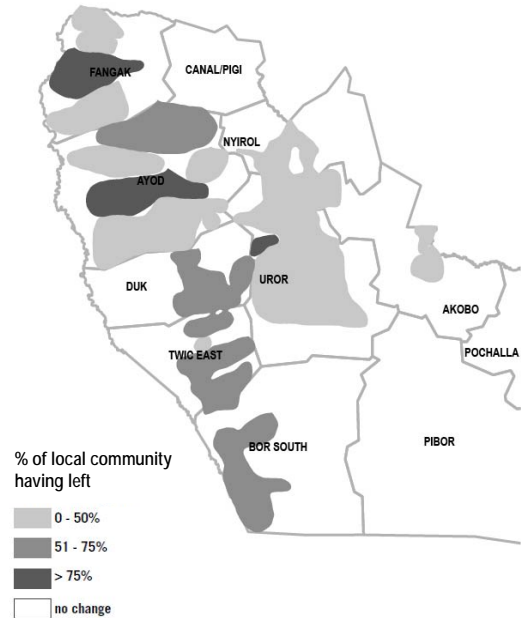 FANGAK
CANAL/PIGI
NYIROL
AYOD
DUK
UROR
AKOBO
POCHALLA
TWIC EAST
BOR SOUTH
PIBOR
% of local community
having left
0 - 50%
51 - 75%
> 75%
no change